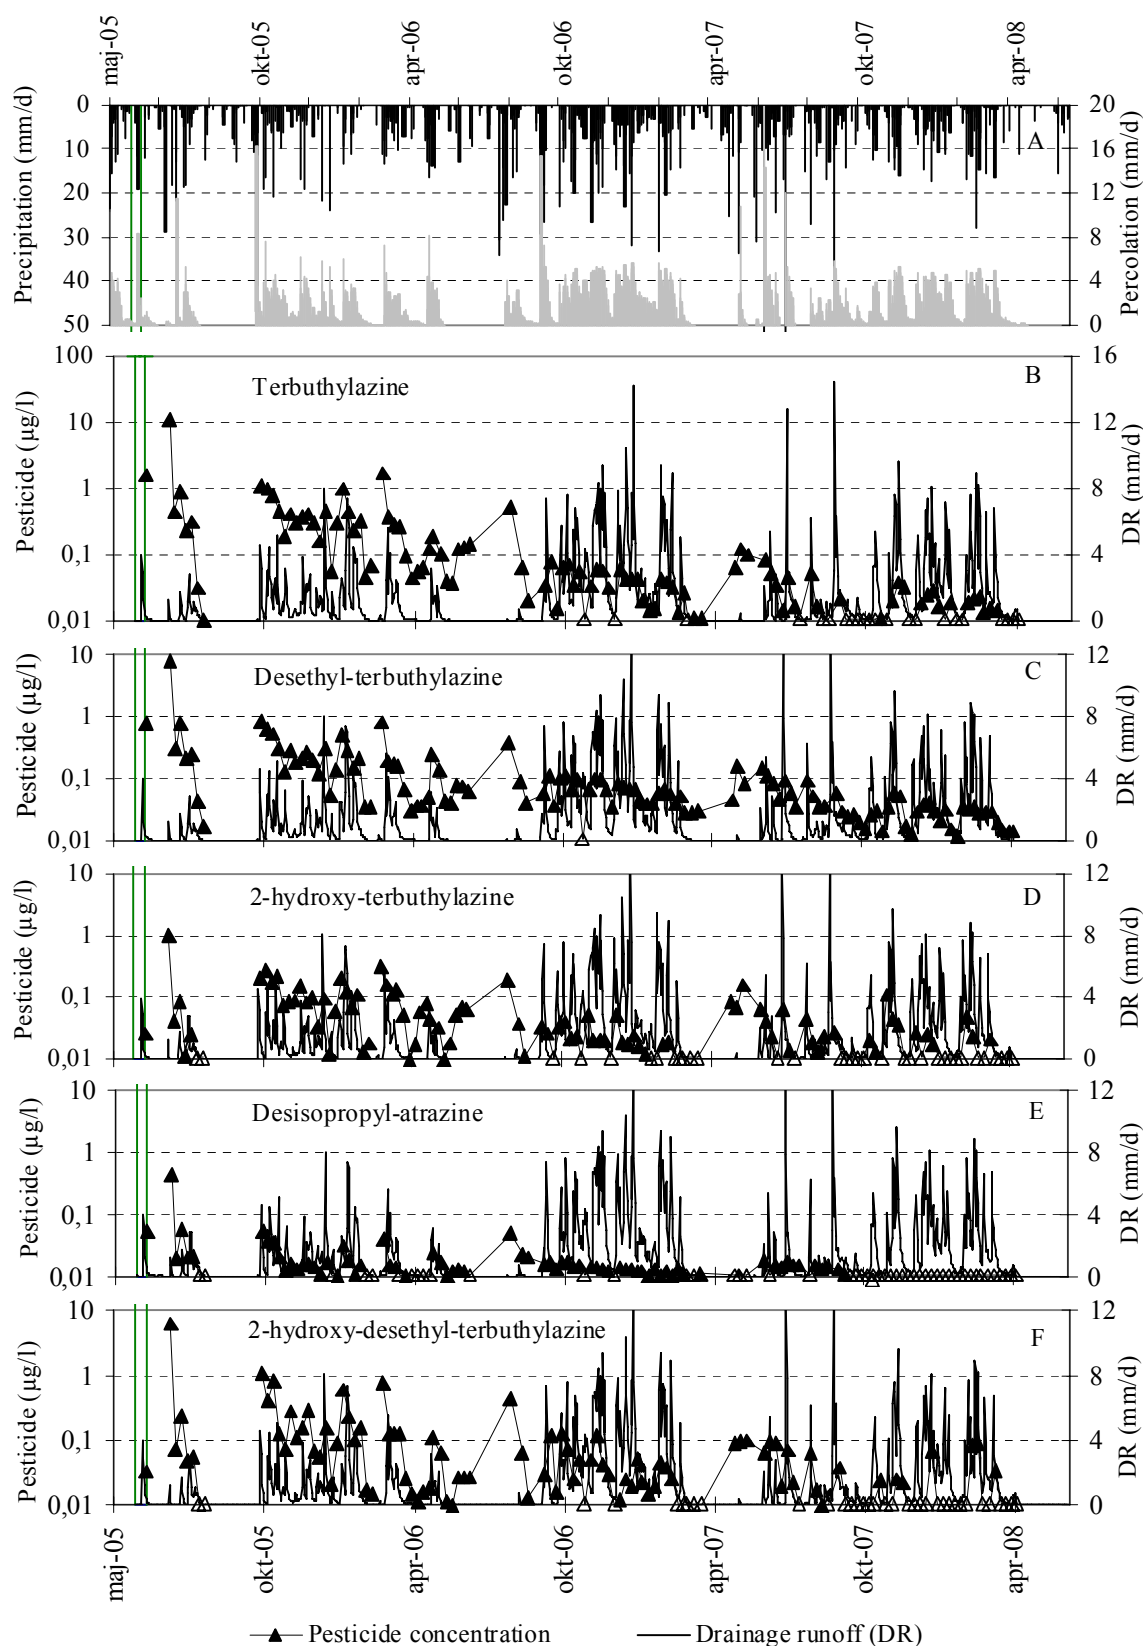 maj-05 okt-05 apr-06 okt-06 apr-07 okt-07 apr-08
Precipitation (mm/d)
0
10
20
30
40
50
A
20
16
12
8
4
0
Percolation (mm/d)
Pesticide (µg/l)
100
10
1
0,1
0,01
Terbuthylazine
B
16
12
8
4
0
DR (mm/d)
Pesticide (µg/l)
10
1
0,1
0,01
Desethyl-terbuthylazine
C
12
8
4
0
DR (mm/d)
Pesticide (µg/l)
10
1
0,1
0,01
2-hydroxy-terbuthylazine
D
12
8
4
0
DR (mm/d)
Pesticide (µg/l)
10
1
0,1
0,01
Desisopropyl-atrazine
E
12
8
4
0
DR (mm/d)
Pesticide (µg/l)
10
1
0,1
0,01
2-hydroxy-desethyl-terbuthylazine
F
12
8
4
0
DR (mm/d)
maj-05 okt-05 apr-06 okt-06 apr-07 okt-07 apr-08
Pesticide concentration
Drainage runoff (DR)